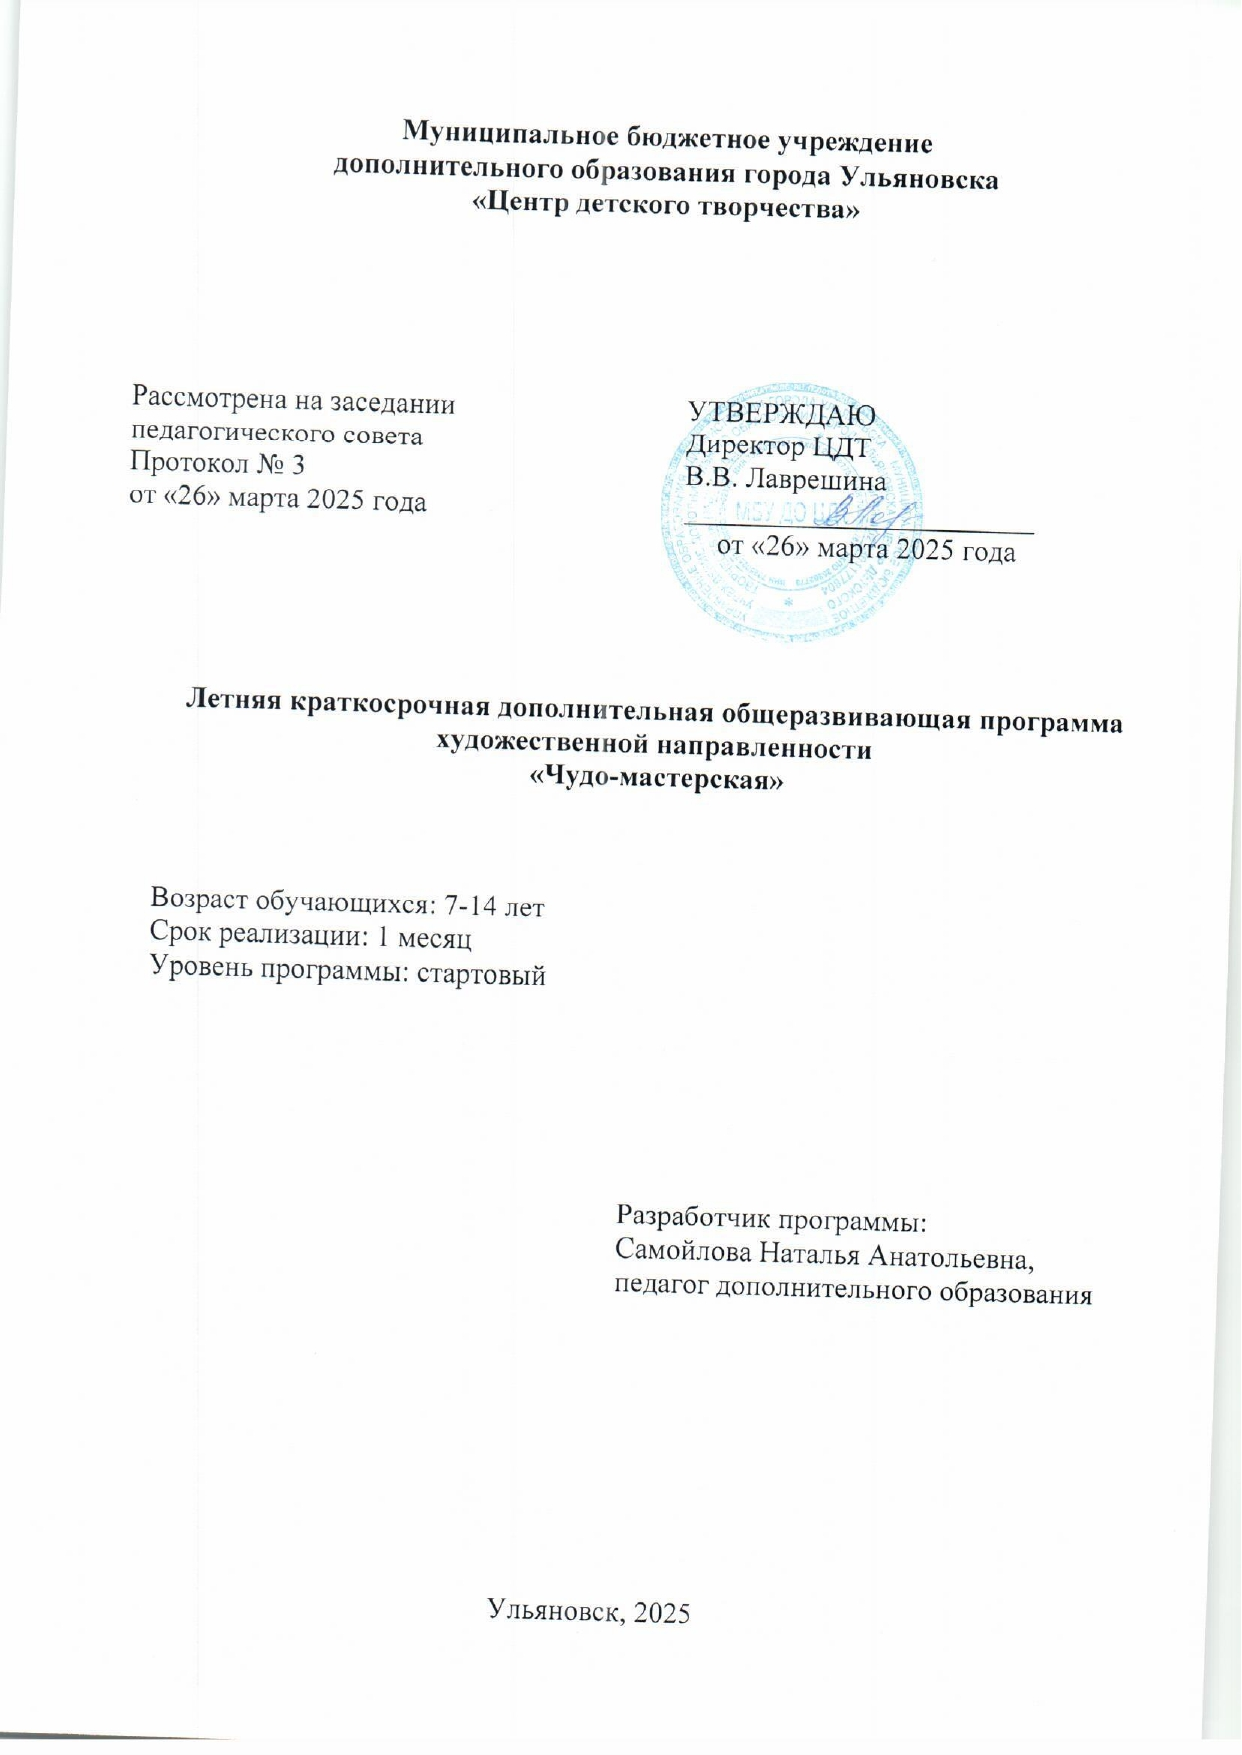 Муниципальное бюджетное учреждение
дополнительного образования города Ульяновска
«Центр детского творчества»
Рассмотрена на заседании
педагогического совета
Протокол № 3
от «26» марта 2025 года
УТВЕРЖДАЮ
Директор ЦДТ
В.В. Лаврешина
МБУ ДО
от «26» марта 2025 года
Летняя краткосрочная дополнительная общеразвивающая программа
художественной направленности
«Чудо-мастерская»
Возраст обучающихся: 7-14 лет
Срок реализации: 1 месяц
Уровень программы: стартовый
Разработчик программы:
Самойлова Наталья Анатольевна,
педагог дополнительного образования
Ульяновск, 2025